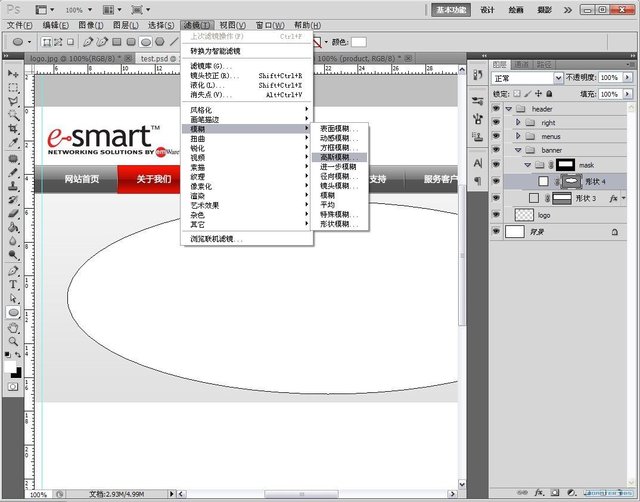 Ps 100%
基本功能 设计 绘画 摄影
文件(F) 编辑(E) 图像(I) 图层(L) 选择(S) 滤镜(T) 视图(V) 窗口(W) 帮助(H)
颜色:
logo.jpg @ 100%(RGB/8) * test.psd @ 100% (product, RGB/8) *
上次滤镜操作(F) Ctrl+F
转换为智能滤镜
滤镜库(G)...
镜头校正(R)... Shift+Ctrl+R
液化(L)... Shift+Ctrl+X
消失点(V)... Alt+Ctrl+V
风格化
画笔描边
模糊
扭曲
锐化
视频
素描
纹理
像素化
渲染
艺术效果
杂色
其它
浏览联机滤镜...
表面模糊...
动感模糊...
方框模糊...
高斯模糊...
进一步模糊
径向模糊...
镜头模糊...
模糊
平均
特殊模糊...
形状模糊...
e-smart™
NETWORKING SOLUTIONS BY emWare
网站首页 关于我们 支持 服务客户
图层 通道 路径
正常 不透明度: 100%
锁定: 填充: 100%
header
right
menus
banner
mask
形状 4
形状 3 fx
logo
背景
100% 文档:2.93M/4.99M